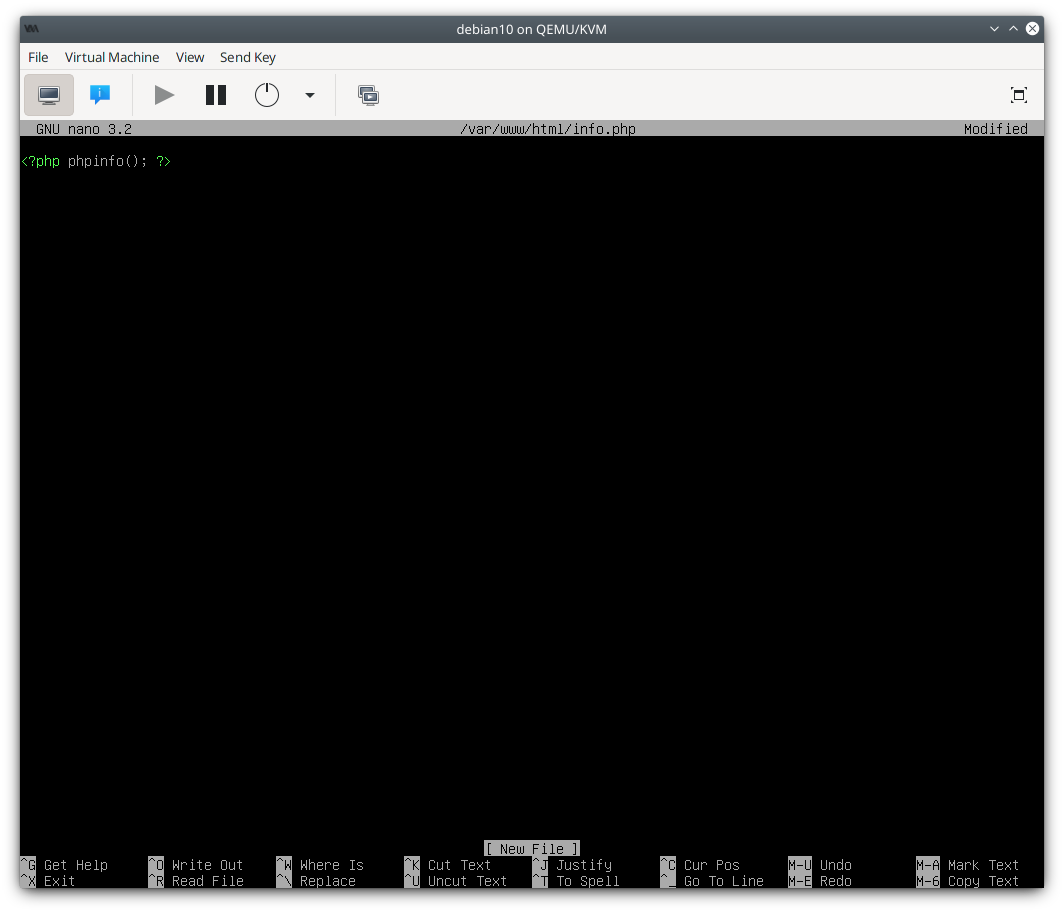 debian10 on QEMU/KVM
File Virtual Machine View Send Key
GNU nano 3.2 /var/www/html/info.php Modified
<?php phpinfo(); ?>
[ New File ]
^G Get Help ^O Write Out ^W Where Is ^K Cut Text ^J Justify ^C Cur Pos M-U Undo M-A Mark Text
^X Exit ^R Read File ^\ Replace ^U Uncut Text ^T To Spell ^_ Go To Line M-E Redo M-6 Copy Text